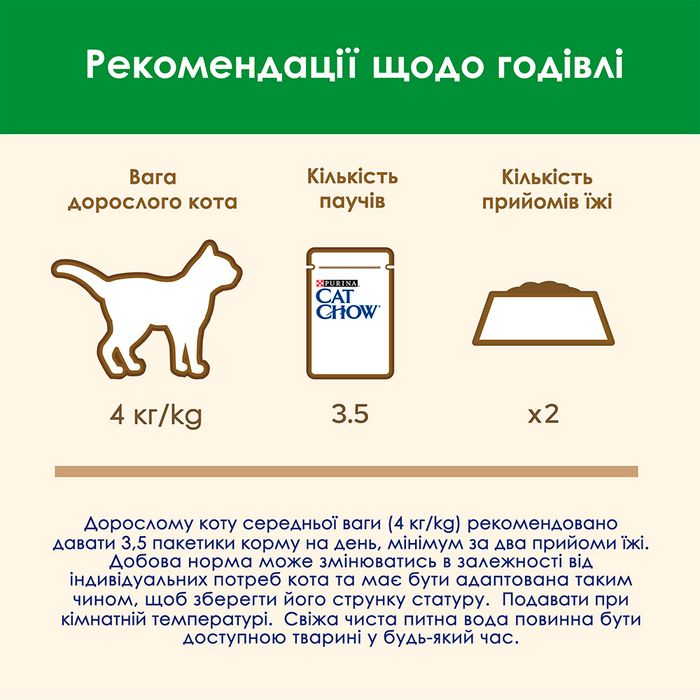 Рекомендації щодо годівлі
Вага
дорослого кота
Кількість
паучів
Кількість
прийомів їжі
PURINA
CAT
CHOW
4 кг/kg
3.5
x2
Дорослому коту середньої ваги (4 кг/kg) рекомендовано
давати 3,5 пакетики корму на день, мінімум за два прийоми їжі.
Добова норма може змінюватись в залежності від
індивідуальних потреб кота та має бути адаптована таким
чином, щоб зберегти його струнку статуру. Подавати при
кімнатній температурі. Свіжа чиста питна вода повинна бути
доступною тварині у будь-який час.